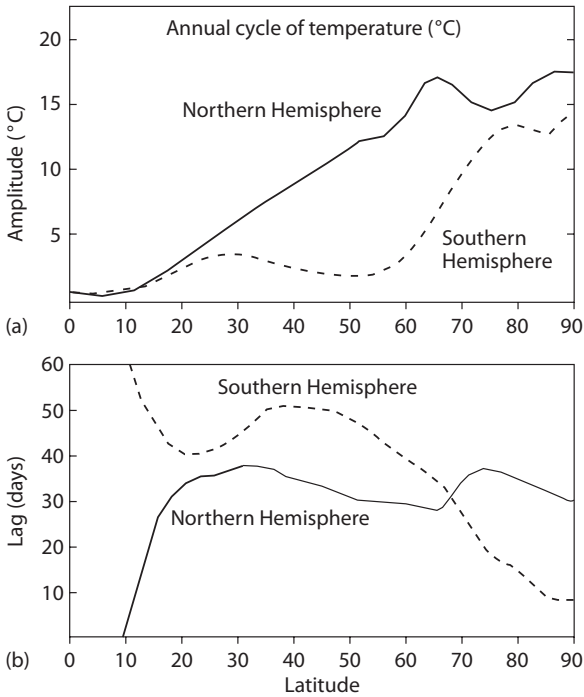 Annual cycle of temperature (°C)
20
15
10
5
Amplitude (°C)
Northern Hemisphere
Southern
Hemisphere
(a)
0 10 20 30 40 50 60 70 80 90
60
50
40
30
20
10
Lag (days)
Southern Hemisphere
Northern Hemisphere
(b)
0 10 20 30 40 50 60 70 80 90
Latitude